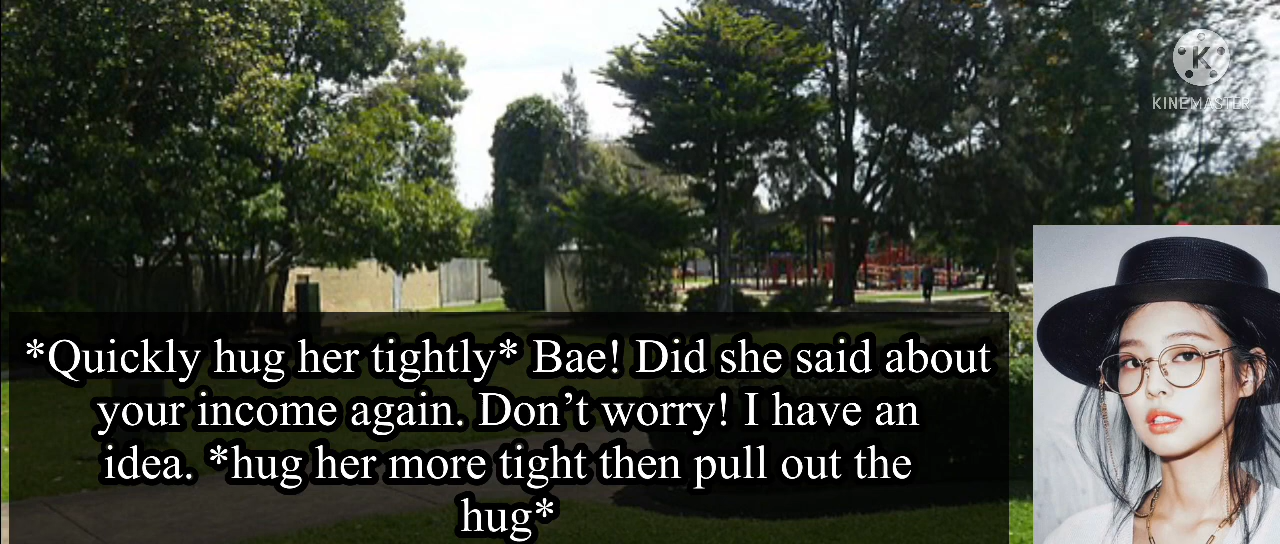 KINEMASTER
*Quickly hug her tightly* Bae! Did she said about
your income again. Don’t worry! I have an
idea. *hug her more tight then pull out the
hug*